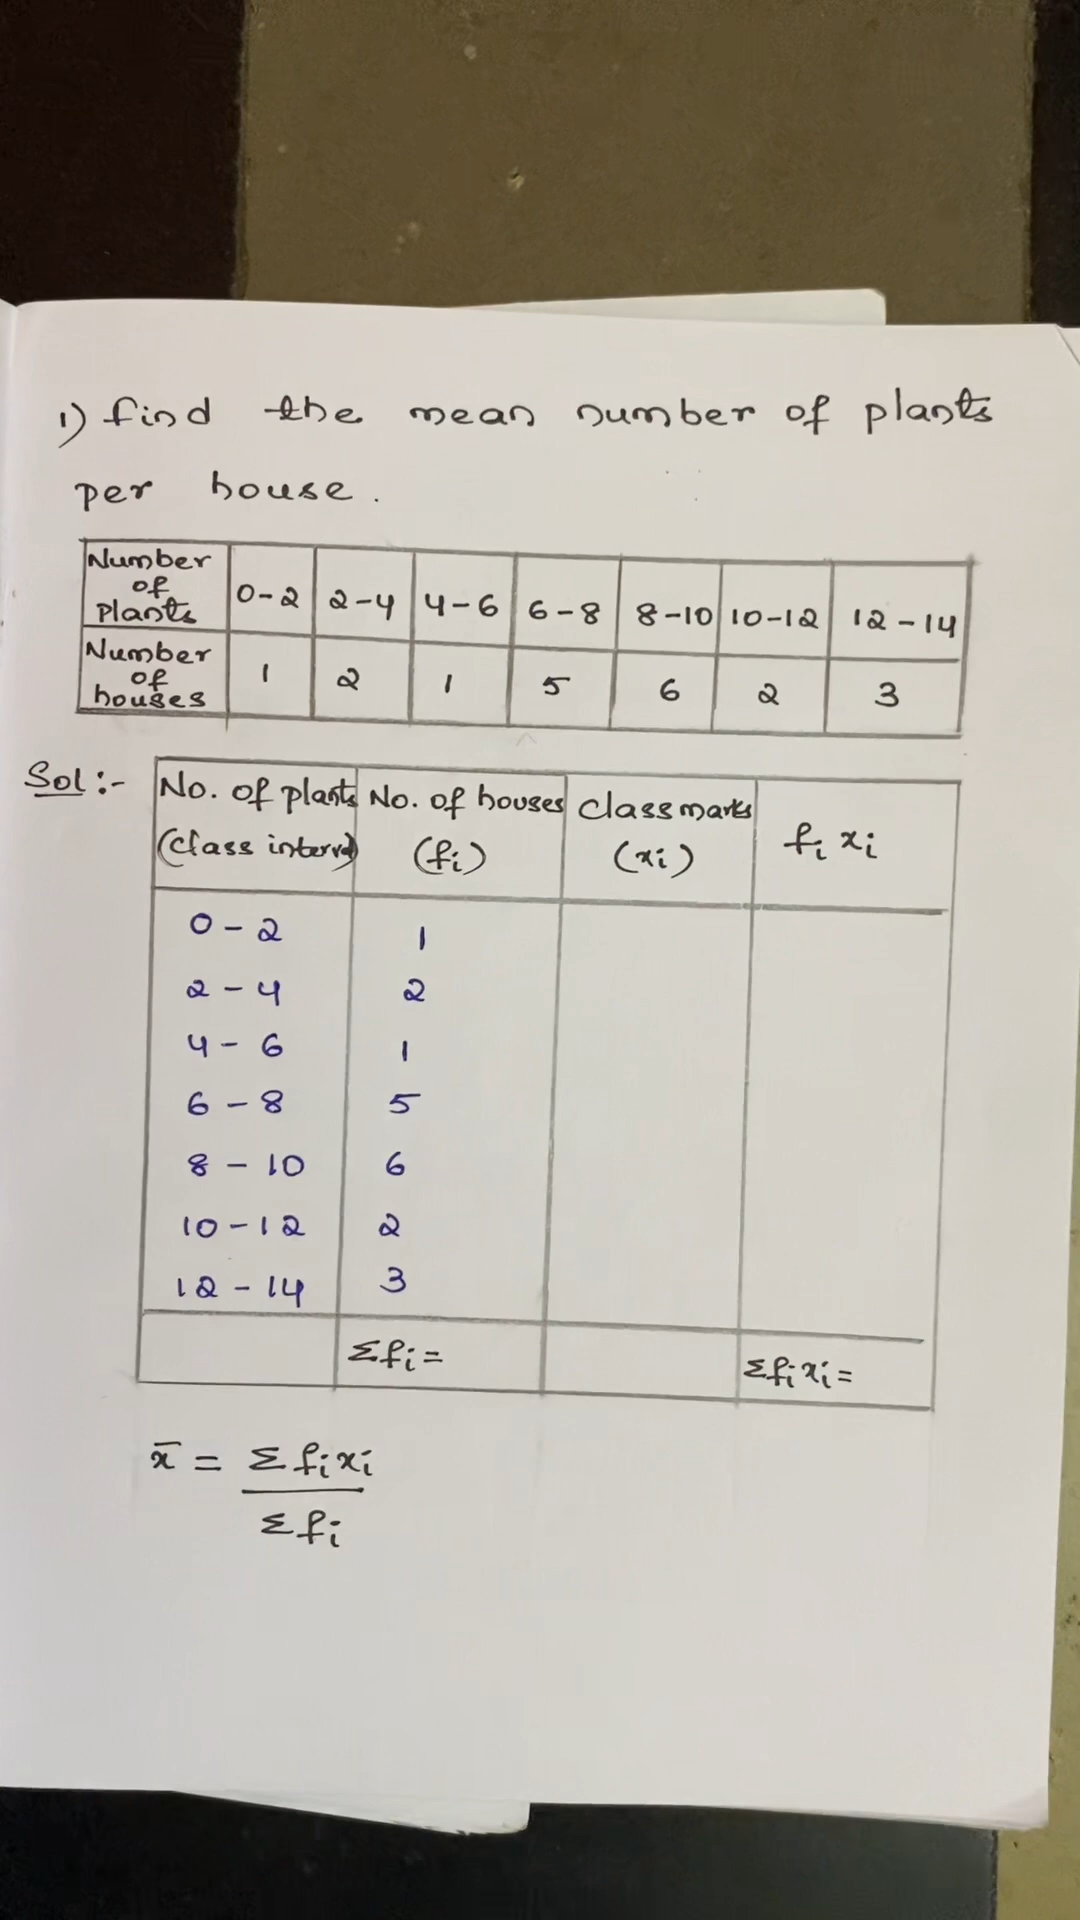 1) find the mean number of plants
per house.
Number of plants 0-2 2-4 4-6 6-8 8-10 10-12 12-14
Number of houses 1 2 1 5 6 2 3
Sol:-
No. of plants (Class interval) No. of houses (fi) class marks (xi) fi xi
0-2 1
2-4 2
4-6 1
6-8 5
8-10 6
10-12 2
12-14 3
Σfi= Σfixi=
x̄ = Σfixi
Σfi